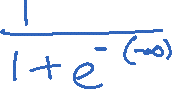 1
1 + e^-(-∞)